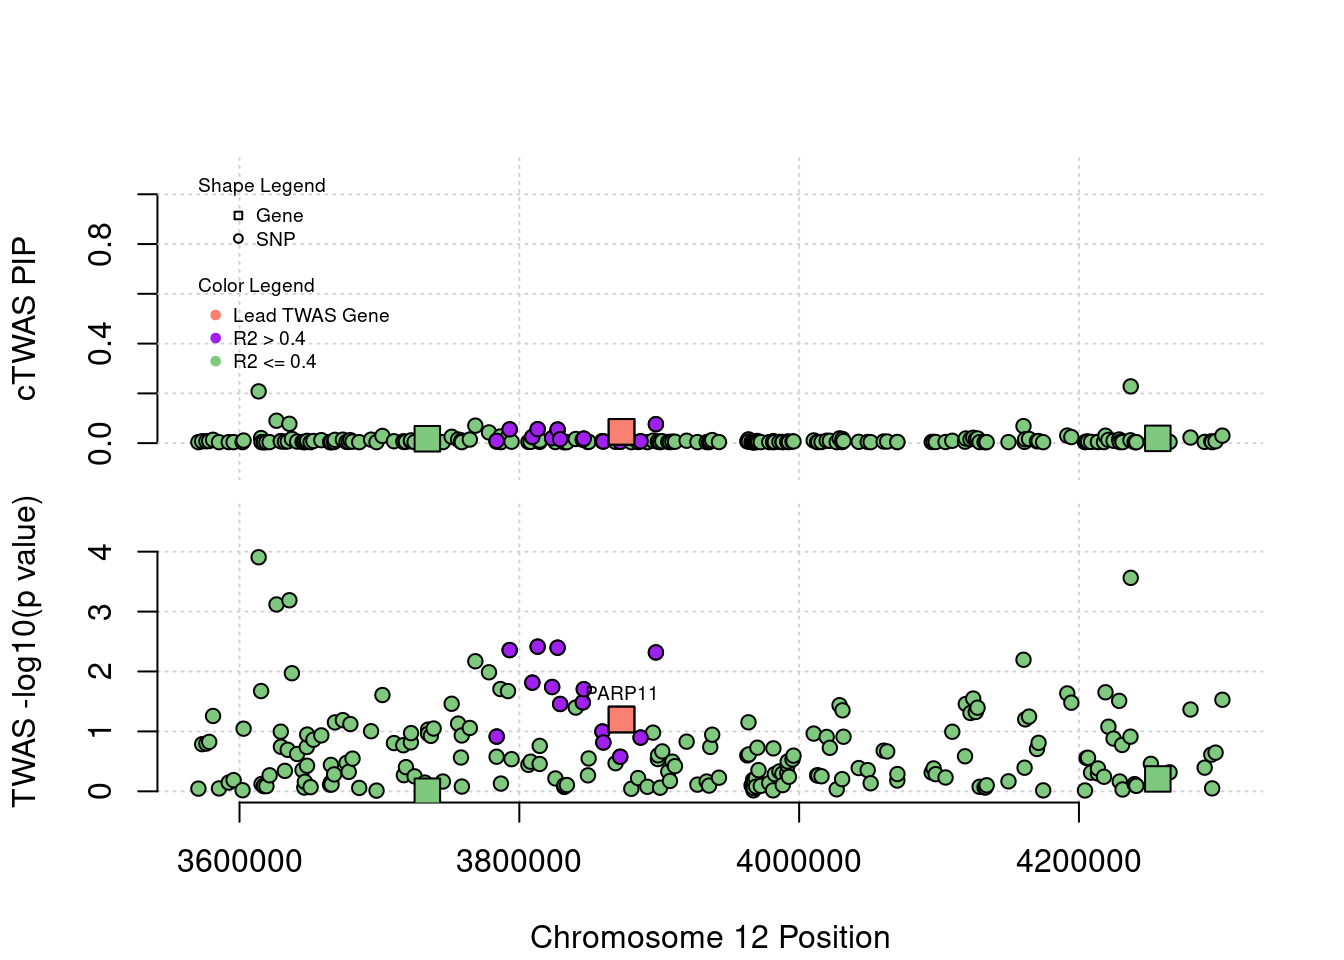 Shape Legend
Gene
SNP
Color Legend
Lead TWAS Gene
R2 > 0.4
R2 <= 0.4
cTWAS PIP
0.8
0.4
0.0
TWAS -log10(p value)
4
3
2
1
0
PARP11
3600000 3800000 4000000 4200000
Chromosome 12 Position